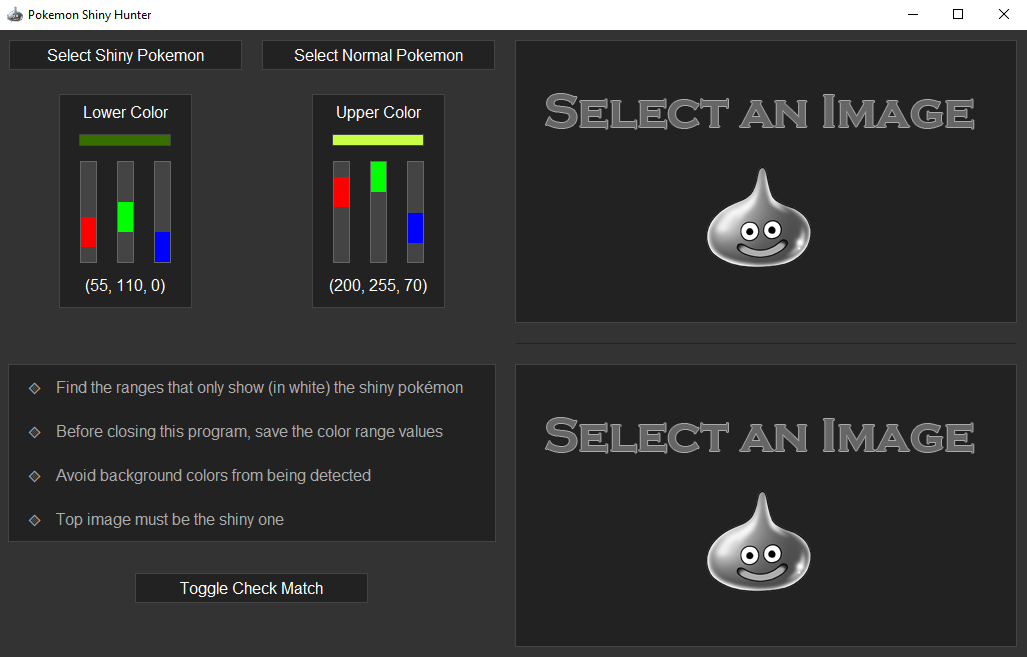 Pokemon Shiny Hunter
Select Shiny Pokemon
Select Normal Pokemon
Lower Color
(55, 110, 0)
Upper Color
(200, 255, 70)
Find the ranges that only show (in white) the shiny pokémon
Before closing this program, save the color range values
Avoid background colors from being detected
Top image must be the shiny one
Toggle Check Match
Select an Image
Select an Image